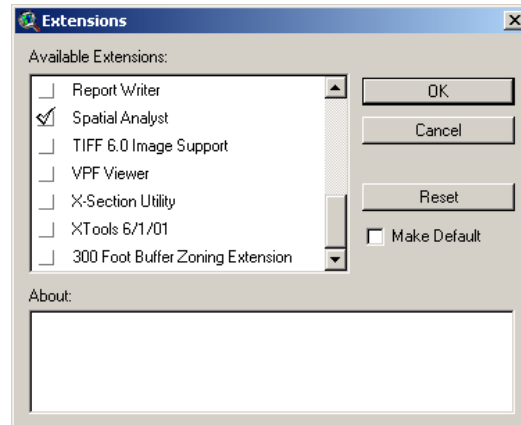 Extensions
Available Extensions:
Report Writer
Spatial Analyst
TIFF 6.0 Image Support
VPF Viewer
X-Section Utility
XTools 6/1/01
300 Foot Buffer Zoning Extension
OK
Cancel
Reset
Make Default
About: